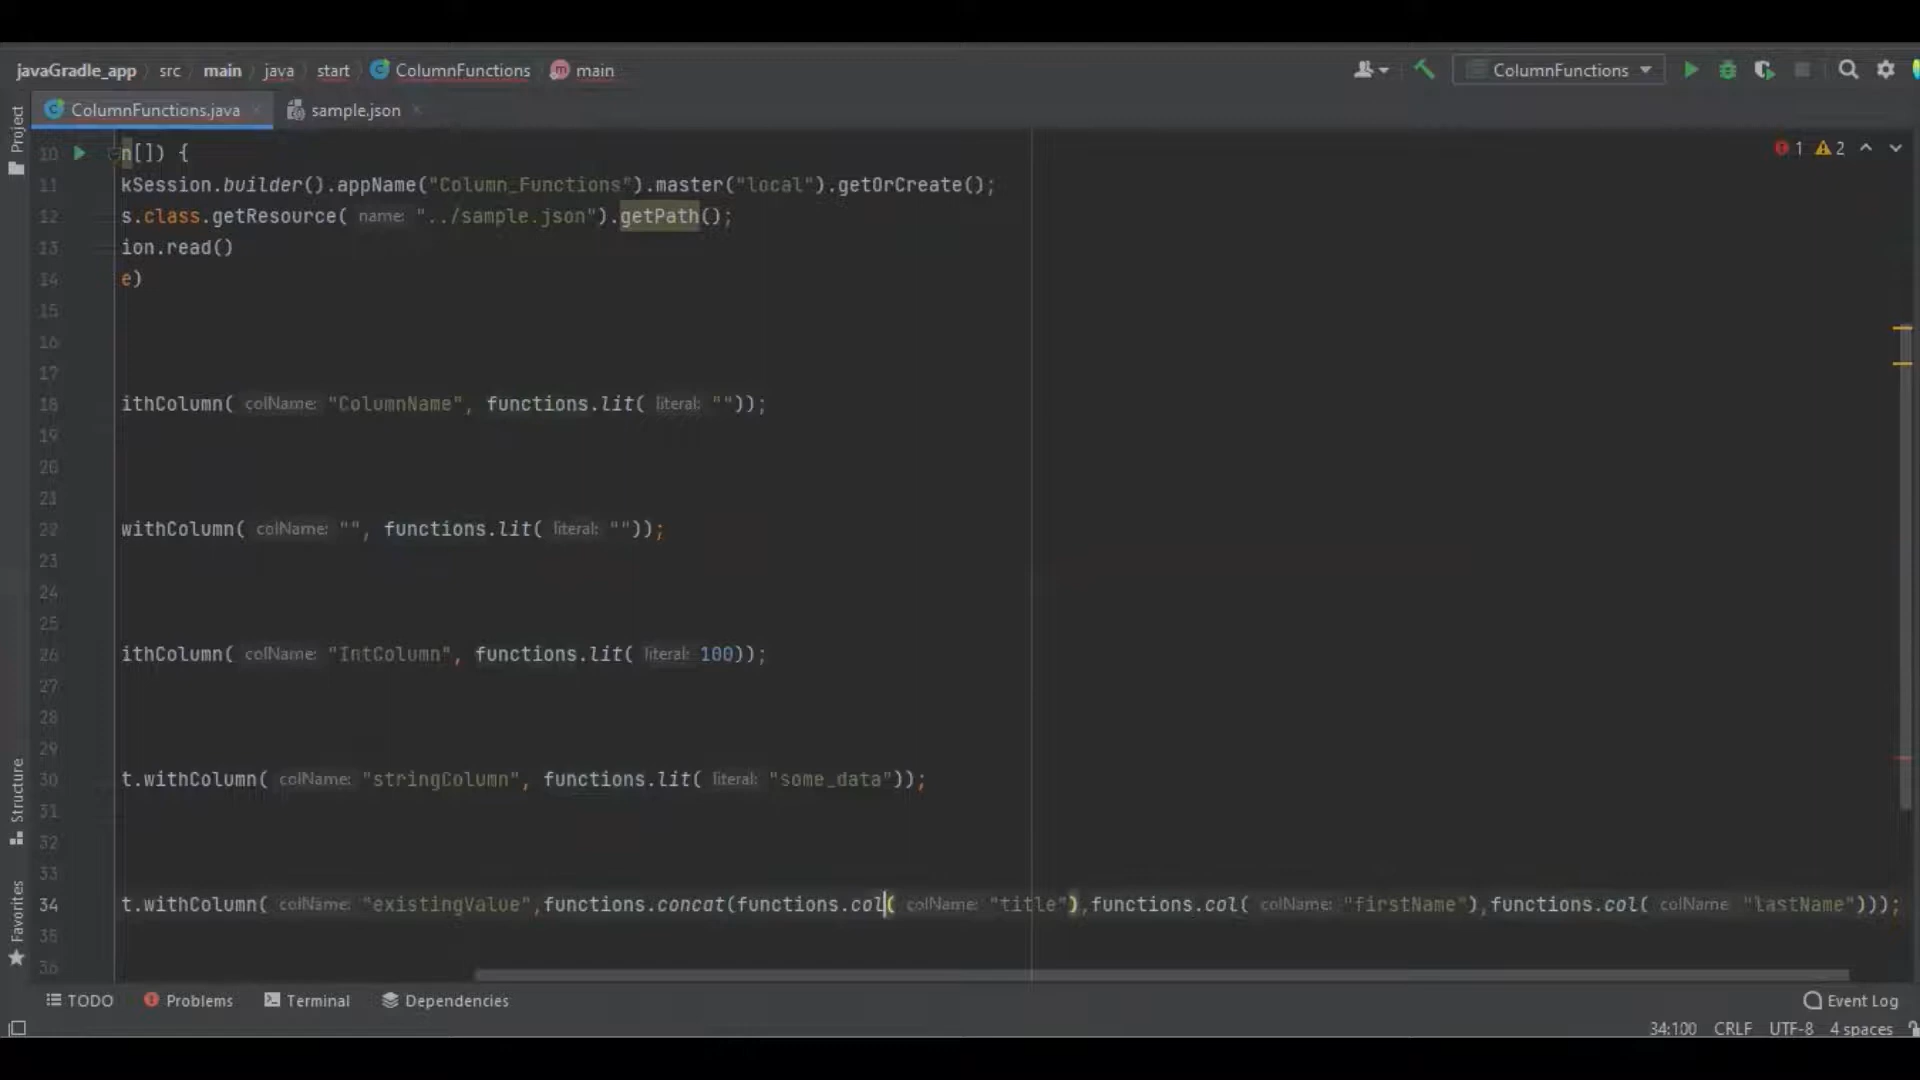 javaGradle_app src main java start ColumnFunctions main ColumnFunctions
ColumnFunctions.java sample.json
Project
1 2
10 n[]) {
11 kSession.builder().appName("Column_Functions").master("local").getOrCreate();
12 s.class.getResource( name: "../sample.json").getPath();
13 ion.read()
14 e)
15
16
17
18 ithColumn( colName: "ColumnName", functions.lit( literal: ""));
19
20
21
22 withColumn( colName: "", functions.lit( literal: ""));
23
24
25
26 ithColumn( colName: "IntColumn", functions.lit( literal: 100));
27
28
29
30 t.withColumn( colName: "stringColumn", functions.lit( literal: "some_data"));
31
32
33
34 t.withColumn( colName: "existingValue",functions.concat(functions.col( colName: "title"),functions.col( colName: "firstName"),functions.col( colName: "lastName")));
35
36
Structure
Favorites
TODO Problems Terminal Dependencies Event Log
34:100 CRLF UTF-8 4 spaces